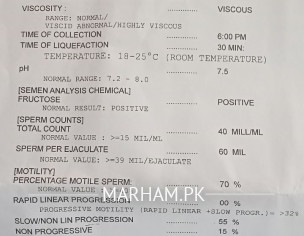 VISCOSITY : ............ VISCOUS
RANGE: NORMAL/
VISCID ABNORMAL/HIGHLY VISCOUS
TIME OF COLLECTION ............ 6:00 PM
TIME OF LIQUEFACTION ............ 30 MIN:
TEMPERATURE: 18-25°C (ROOM TEMPERATURE)
pH ............ 7.5
NORMAL RANGE: 7.2 - 8.0
[SEMEN ANALYSIS CHEMICAL]
FRUCTOSE ............ POSITIVE
NORMAL RESULT: POSITIVE
[SPERM COUNTS]
TOTAL COUNT ............ 40 MILL/ML
NORMAL VALUE : >=15 MIL/ML
SPERM PER EJACULATE ............ 60 MIL
NORMAL VALUE: >=39 MIL/EJACULATE
[MOTILITY]
PERCENTAGE MOTILE SPERM: ............ 70 %
NORMAL VALUE
MARHAM.PK
RAPID LINEAR PROGRESSION ............ 00 %
PROGRESSIVE MOTILITY (RAPID LINEAR +SLOW PROGR.)= >32%
SLOW/NON LIN PROGRESSION ............ 55 %
NON PROGRESSIVE ............ 15 %